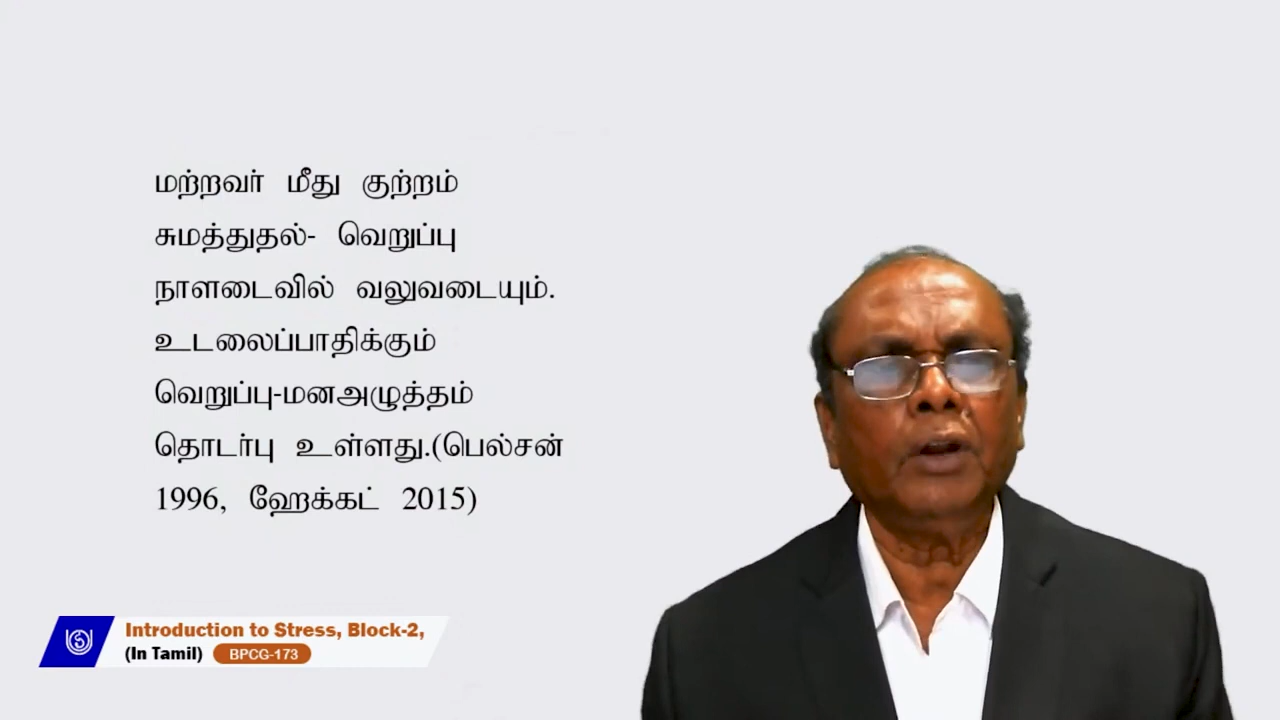 மற்றவர் மீது குற்றம்
சுமத்துதல்- வெறுப்பு
நாளடைவில் வலுவடையும்.
உடலைப்பாதிக்கும்
வெறுப்பு-மனஅழுத்தம்
தொடர்பு உள்ளது.(பெல்சன்
1996, ஹேக்கட் 2015)
Introduction to Stress, Block-2,
(In Tamil) BPCG-173